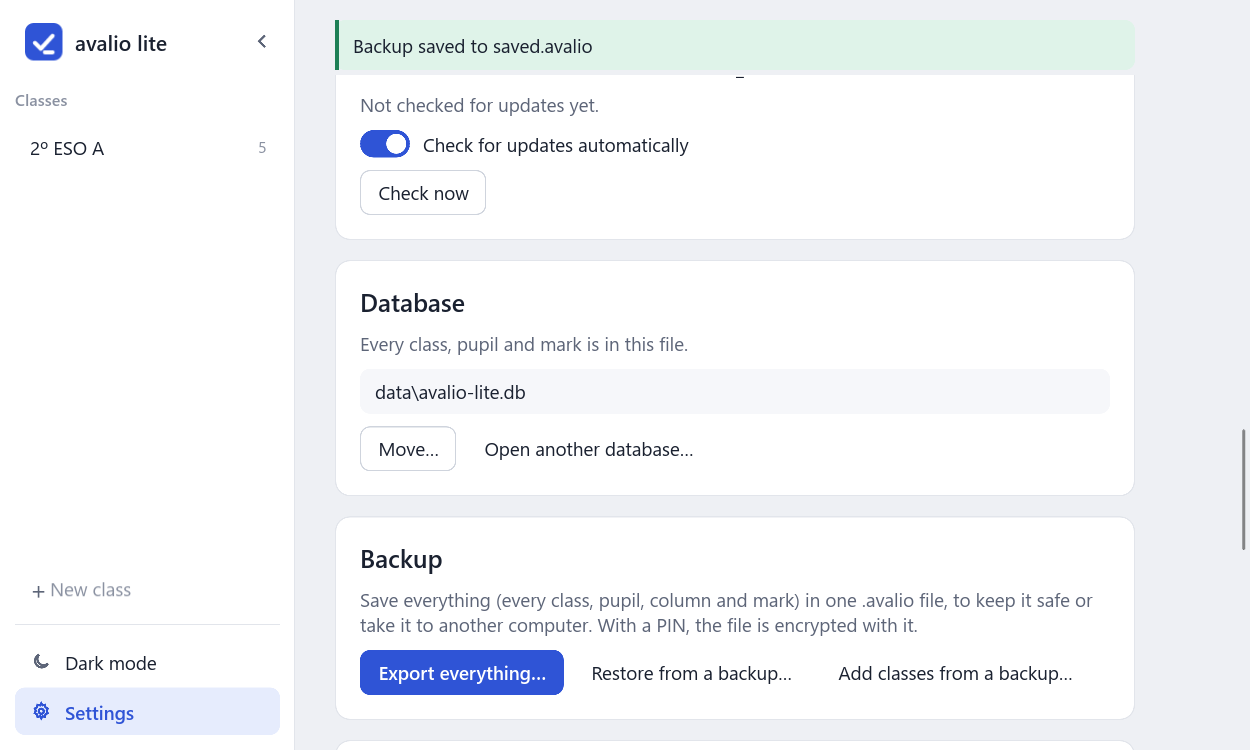 avalio lite
Classes
2º ESO A 5
+ New class
Dark mode
Settings
Backup saved to saved.avalio
Not checked for updates yet.
Check for updates automatically
Check now
Database
Every class, pupil and mark is in this file.
data\avalio-lite.db
Move...
Open another database...
Backup
Save everything (every class, pupil, column and mark) in one .avalio file, to keep it safe or
take it to another computer. With a PIN, the file is encrypted with it.
Export everything...
Restore from a backup...
Add classes from a backup...